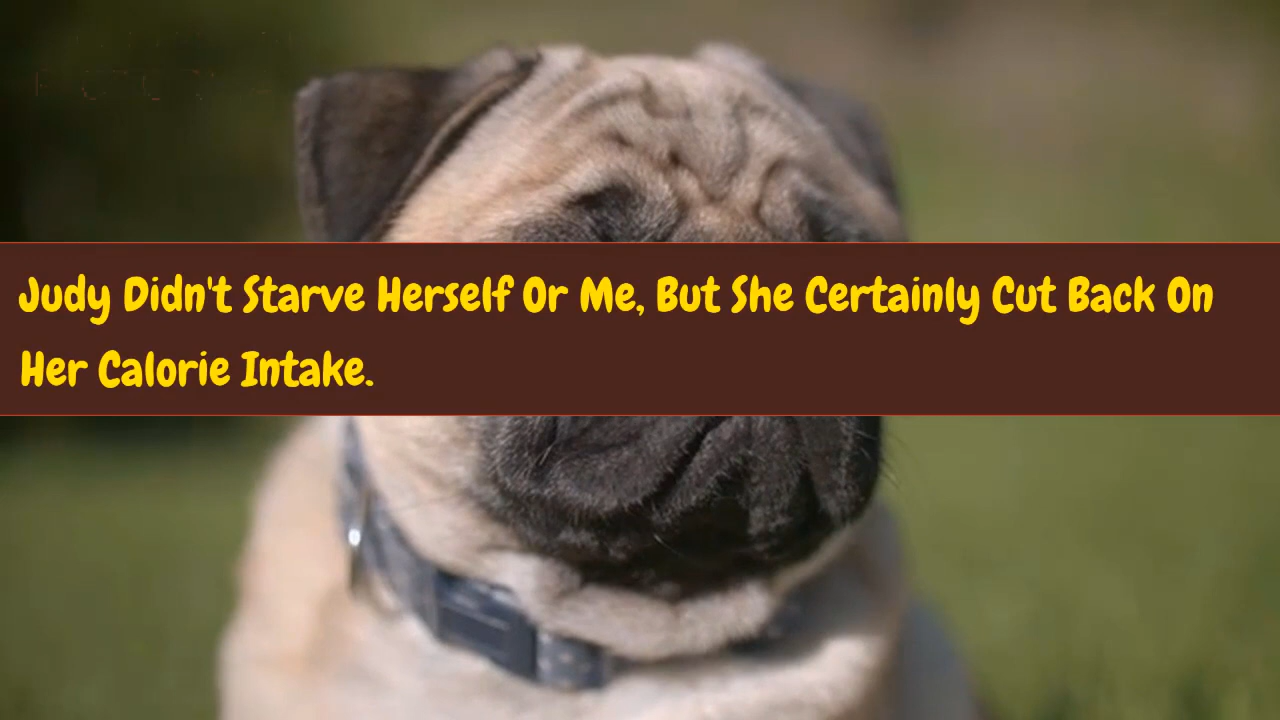 Judy Didn't Starve Herself Or Me, But She Certainly Cut Back On
Her Calorie Intake.